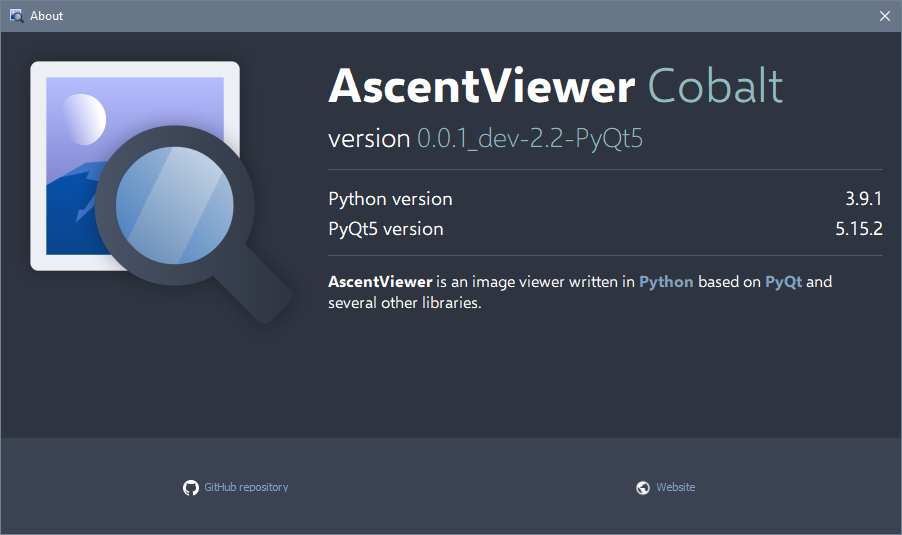 About
AscentViewer Cobalt
version 0.0.1_dev-2.2-PyQt5
Python version 3.9.1
PyQt5 version 5.15.2
AscentViewer is an image viewer written in Python based on PyQt and
several other libraries.
GitHub repository Website